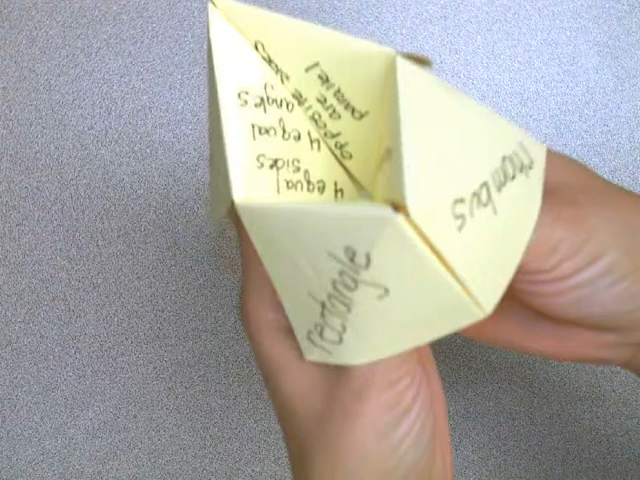 opposite sides
are
parallel
4 equal
sides
4 equal
angles
rectangle
rhombus